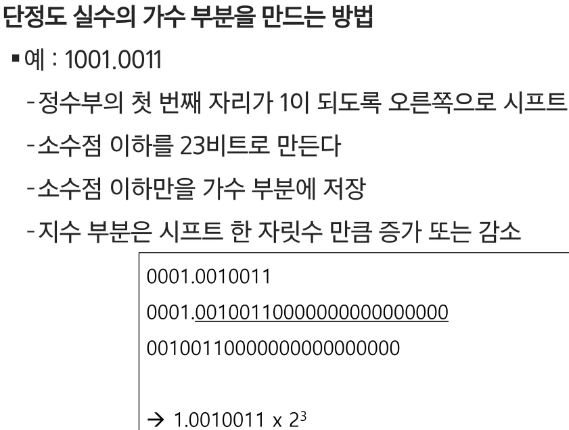 단정도 실수의 가수 부분을 만드는 방법
▪예 : 1001.0011
-정수부의 첫 번째 자리가 1이 되도록 오른쪽으로 시프트
-소수점 이하를 23비트로 만든다
-소수점 이하만을 가수 부분에 저장
-지수 부분은 시프트 한 자릿수 만큼 증가 또는 감소
0001.0010011
0001.00100110000000000000000
00100110000000000000000
→ 1.0010011 x 2³